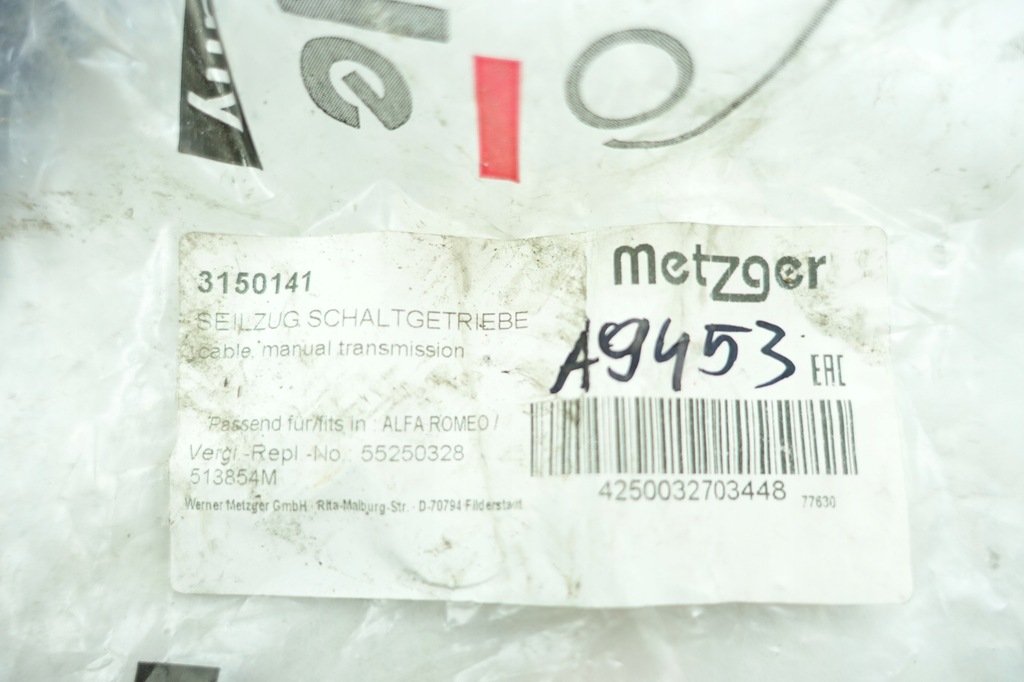 3150141
SEILZUG SCHALTGETRIEBE
cable, manual transmission
Passend für/fits in : ALFA ROMEO /
Vergl.-Repl.-No.: 55250328
513854M
Werner Metzger GmbH · Rita-Maiburg-Str. · D-70794 Filderstadt
metzger
A9453
EAC
4250032703448
77630